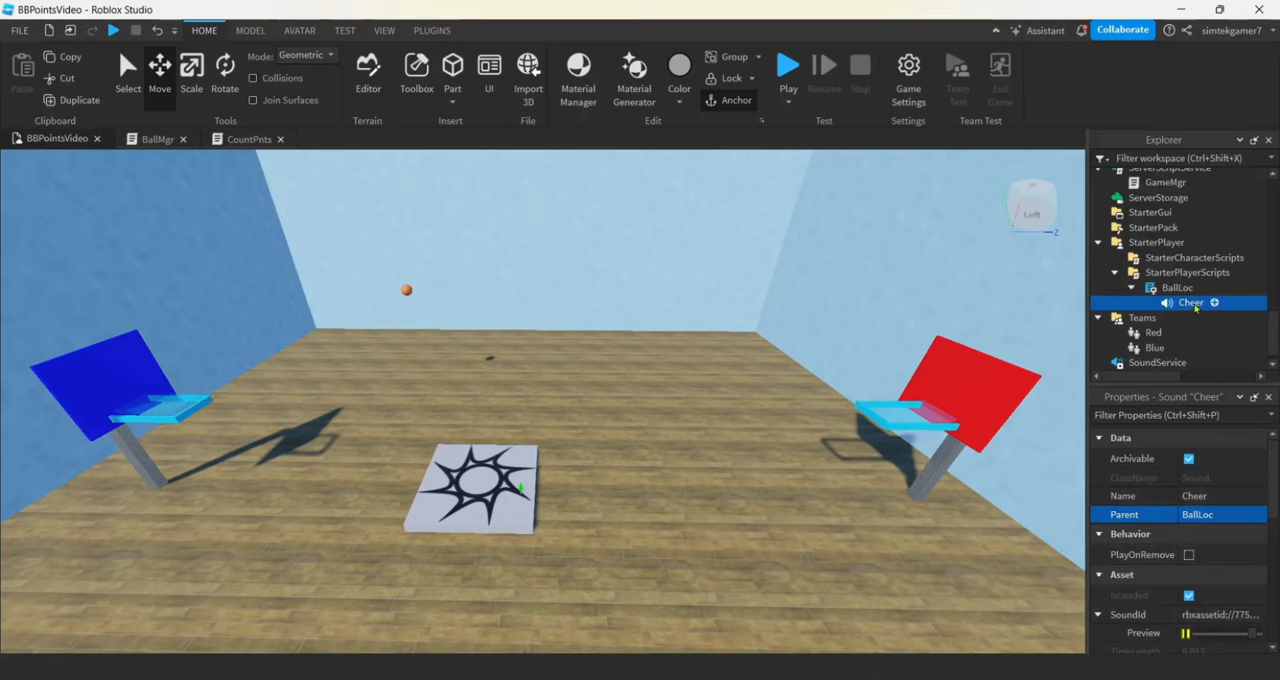 BBPointsVideo - Roblox Studio
FILE HOME MODEL AVATAR TEST VIEW PLUGINS Assistant Collaborate simtekgamer7
Paste Copy Cut Duplicate Clipboard
Select Move Scale Rotate Tools
Mode: Geometric
Collisions
Join Surfaces
Editor Terrain
Toolbox Part UI Insert
Import 3D File
Material Manager Material Generator Color Group Lock Anchor Edit
Play Resume Stop Test
Game Settings Settings
Team Test Exit Game Team Test
BBPointsVideo BallMgr CountPnts
Left
Z
Explorer
Filter workspace (Ctrl+Shift+X)
ServerScriptService
GameMgr
ServerStorage
StarterGui
StarterPack
StarterPlayer
StarterCharacterScripts
StarterPlayerScripts
BallLoc
Cheer
Teams
Red
Blue
SoundService
Properties - Sound "Cheer"
Filter Properties (Ctrl+Shift+P)
Data
Archivable
ClassName Sound
Name Cheer
Parent BallLoc
Behavior
PlayOnRemove
Asset
IsLoaded
SoundId rbxassetid://775...
Preview
TimeLength 6.013